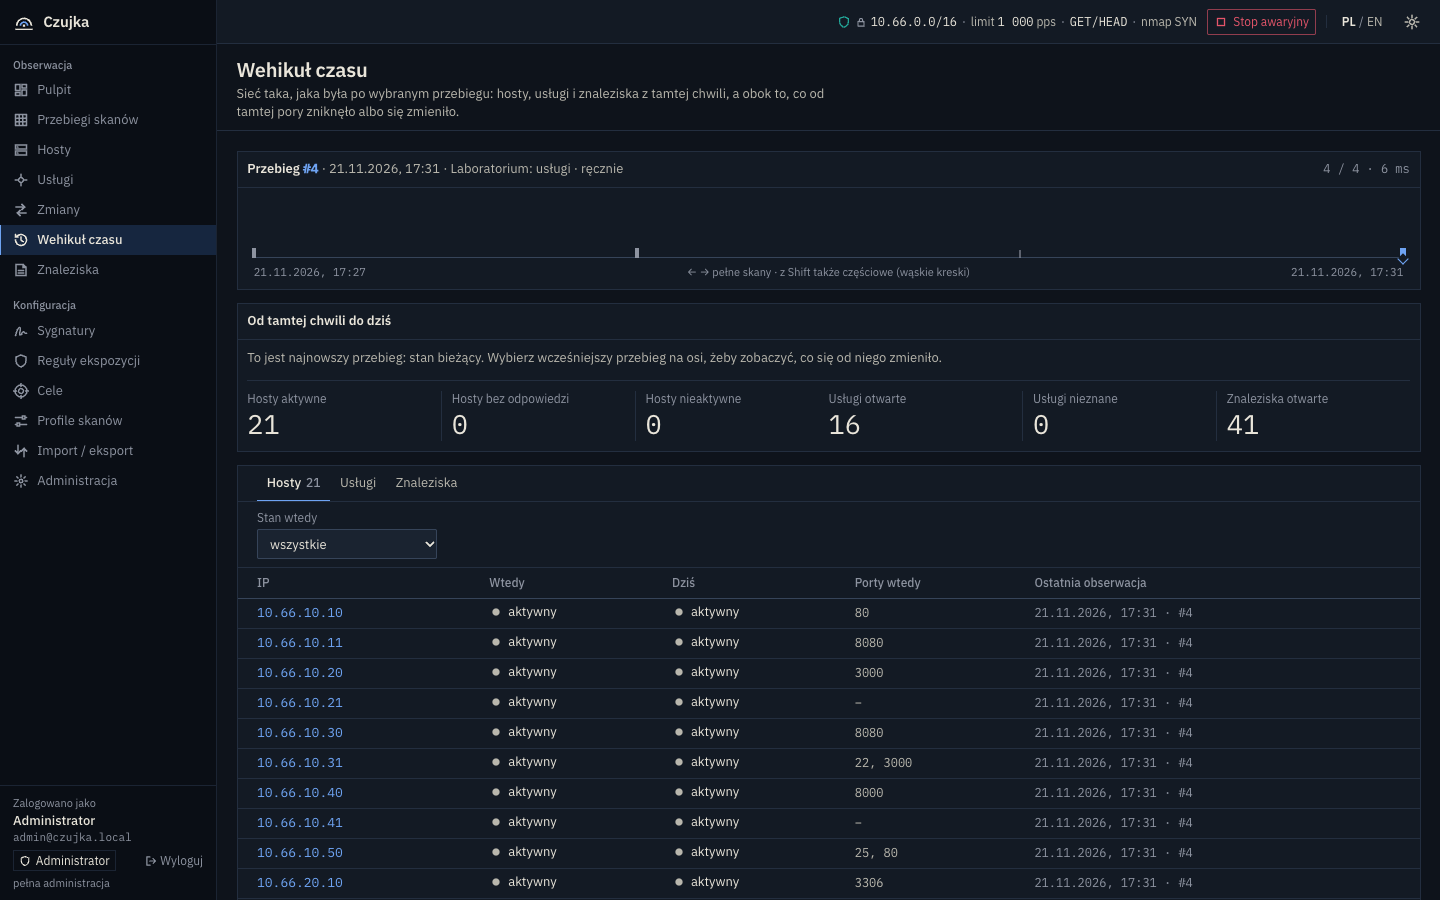 Czujka
10.66.0.0/16 · limit 1 000 pps · GET/HEAD · nmap SYN
Stop awaryjny
PL / EN
Obserwacja
Pulpit
Przebiegi skanów
Hosty
Usługi
Zmiany
Wehikuł czasu
Znaleziska
Konfiguracja
Sygnatury
Reguły ekspozycji
Cele
Profile skanów
Import / eksport
Administracja
Zalogowano jako
Administrator
admin@czujka.local
Administrator
Wyloguj
pełna administracja
Wehikuł czasu
Sieć taka, jaka była po wybranym przebiegu: hosty, usługi i znaleziska z tamtej chwili, a obok to, co od
tamtej pory zniknęło albo się zmieniło.
Przebieg #4 · 21.11.2026, 17:31 · Laboratorium: usługi · ręcznie
4 / 4 · 6 ms
21.11.2026, 17:27
← → pełne skany · z Shift także częściowe (wąskie kreski)
21.11.2026, 17:31
Od tamtej chwili do dziś
To jest najnowszy przebieg: stan bieżący. Wybierz wcześniejszy przebieg na osi, żeby zobaczyć, co się od niego zmieniło.
Hosty aktywne
21
Hosty bez odpowiedzi
0
Hosty nieaktywne
0
Usługi otwarte
16
Usługi nieznane
0
Znaleziska otwarte
41
Hosty 21
Usługi
Znaleziska
Stan wtedy
wszystkie
IP Wtedy Dziś Porty wtedy Ostatnia obserwacja
10.66.10.10 aktywny aktywny 80 21.11.2026, 17:31 · #4
10.66.10.11 aktywny aktywny 8080 21.11.2026, 17:31 · #4
10.66.10.20 aktywny aktywny 3000 21.11.2026, 17:31 · #4
10.66.10.21 aktywny aktywny – 21.11.2026, 17:31 · #4
10.66.10.30 aktywny aktywny 8080 21.11.2026, 17:31 · #4
10.66.10.31 aktywny aktywny 22, 3000 21.11.2026, 17:31 · #4
10.66.10.40 aktywny aktywny 8000 21.11.2026, 17:31 · #4
10.66.10.41 aktywny aktywny – 21.11.2026, 17:31 · #4
10.66.10.50 aktywny aktywny 25, 80 21.11.2026, 17:31 · #4
10.66.20.10 aktywny aktywny 3306 21.11.2026, 17:31 · #4